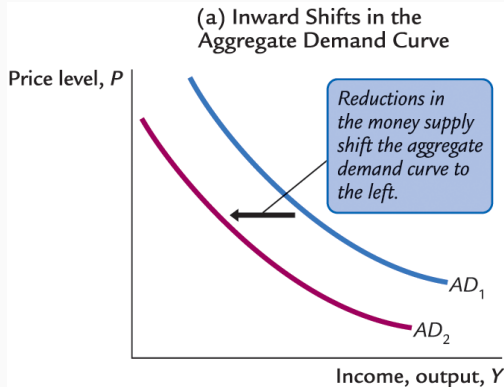 (a) Inward Shifts in the
Aggregate Demand Curve
Price level, P
Reductions in
the money supply
shift the aggregate
demand curve to
the left.
AD1
AD2
Income, output, Y